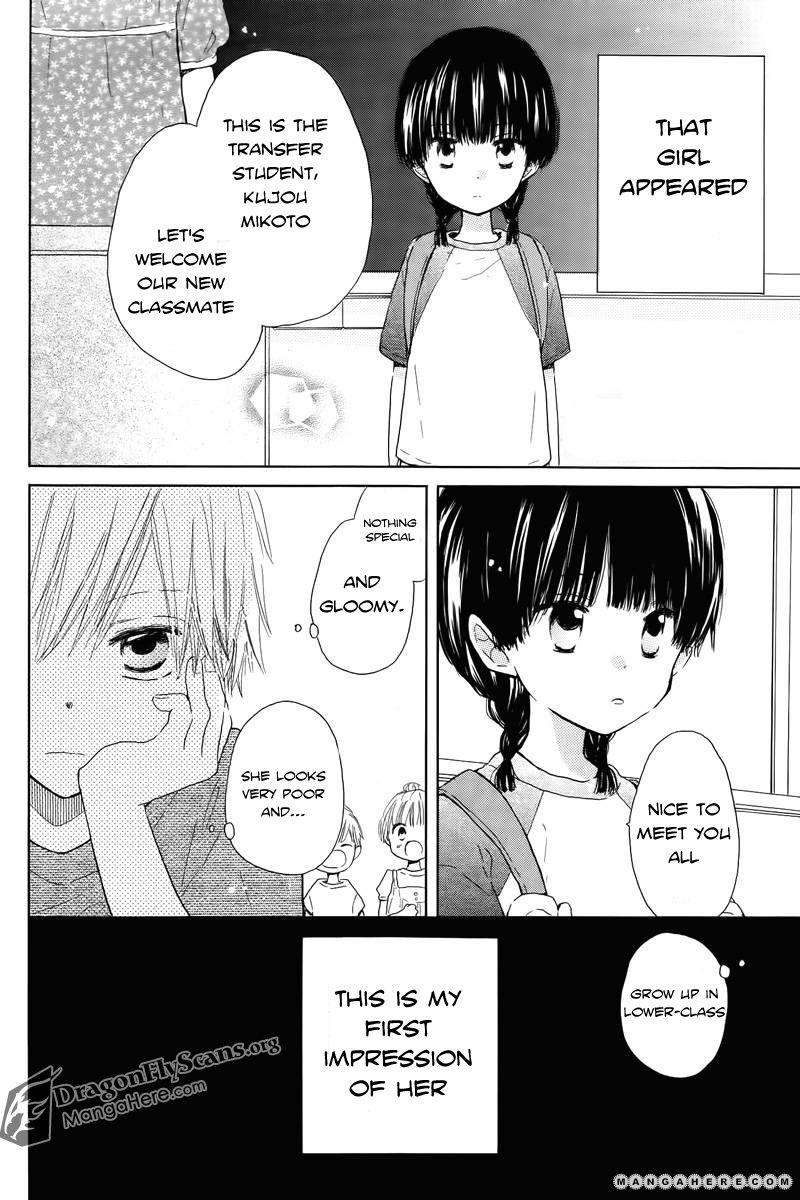 THAT
GIRL
APPEARED
THIS IS THE
TRANSFER
STUDENT,
KUJOU
MIKOTO
LET'S
WELCOME
OUR NEW
CLASSMATE
NICE TO
MEET YOU
ALL
NOTHING
SPECIAL
AND
GLOOMY.
SHE LOOKS
VERY POOR
AND...
GROW UP IN
LOWER-CLASS
THIS IS MY
FIRST
IMPRESSION
OF HER
DragonFlyScans.org
MangaHere.com
MANGAHERE.COM